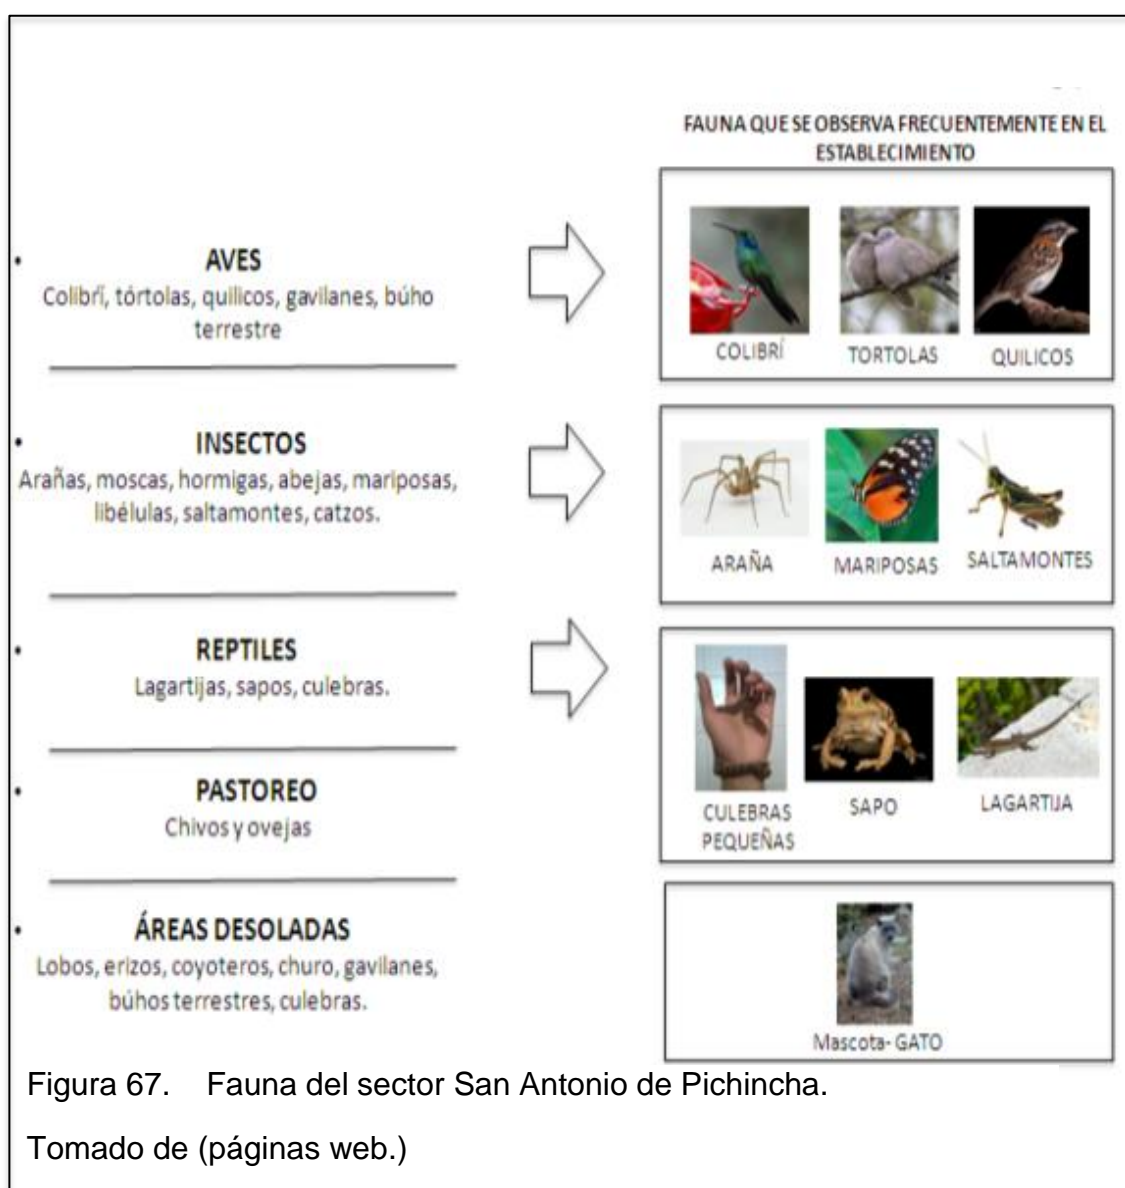 FAUNA QUE SE OBSERVA FRECUENTEMENTE EN EL
ESTABLECIMIENTO
• AVES
Colibrí, tórtolas, quilicos, gavilanes, búho
terrestre
COLIBRÍ TORTOLAS QUILICOS
• INSECTOS
Arañas, moscas, hormigas, abejas, mariposas,
libélulas, saltamontes, catzos.
ARAÑA MARIPOSAS SALTAMONTES
• REPTILES
Lagartijas, sapos, culebras.
CULEBRAS
PEQUEÑAS
SAPO
LAGARTIJA
• PASTOREO
Chivos y ovejas
• ÁREAS DESOLADAS
Lobos, erizos, coyoteros, churo, gavilanes,
búhos terrestres, culebras.
Mascota- GATO
Figura 67. Fauna del sector San Antonio de Pichincha.
Tomado de (páginas web.)